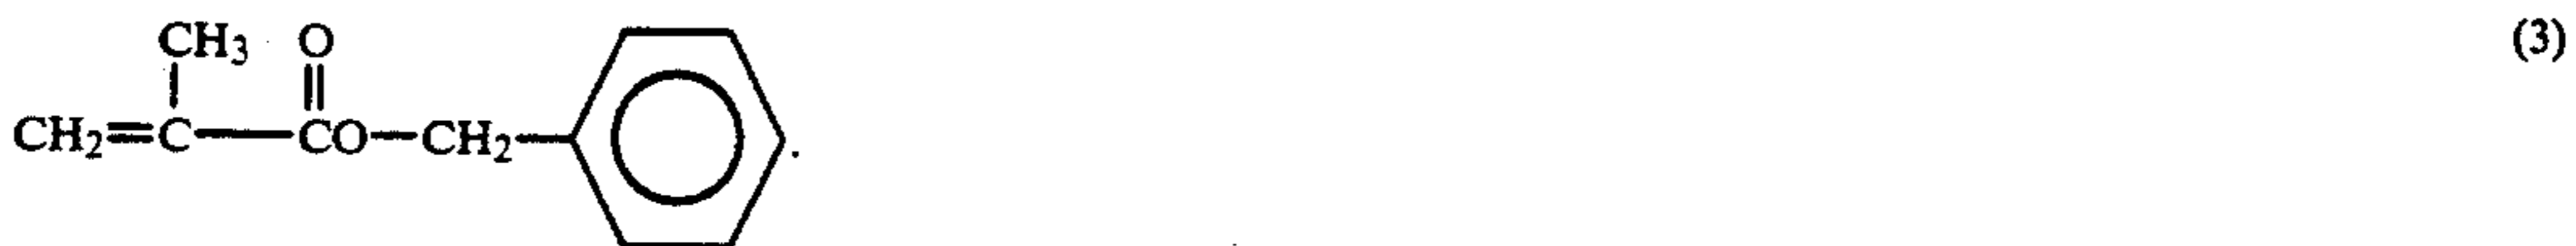 CH3 O (3)
CH2=C—CO—CH2— .